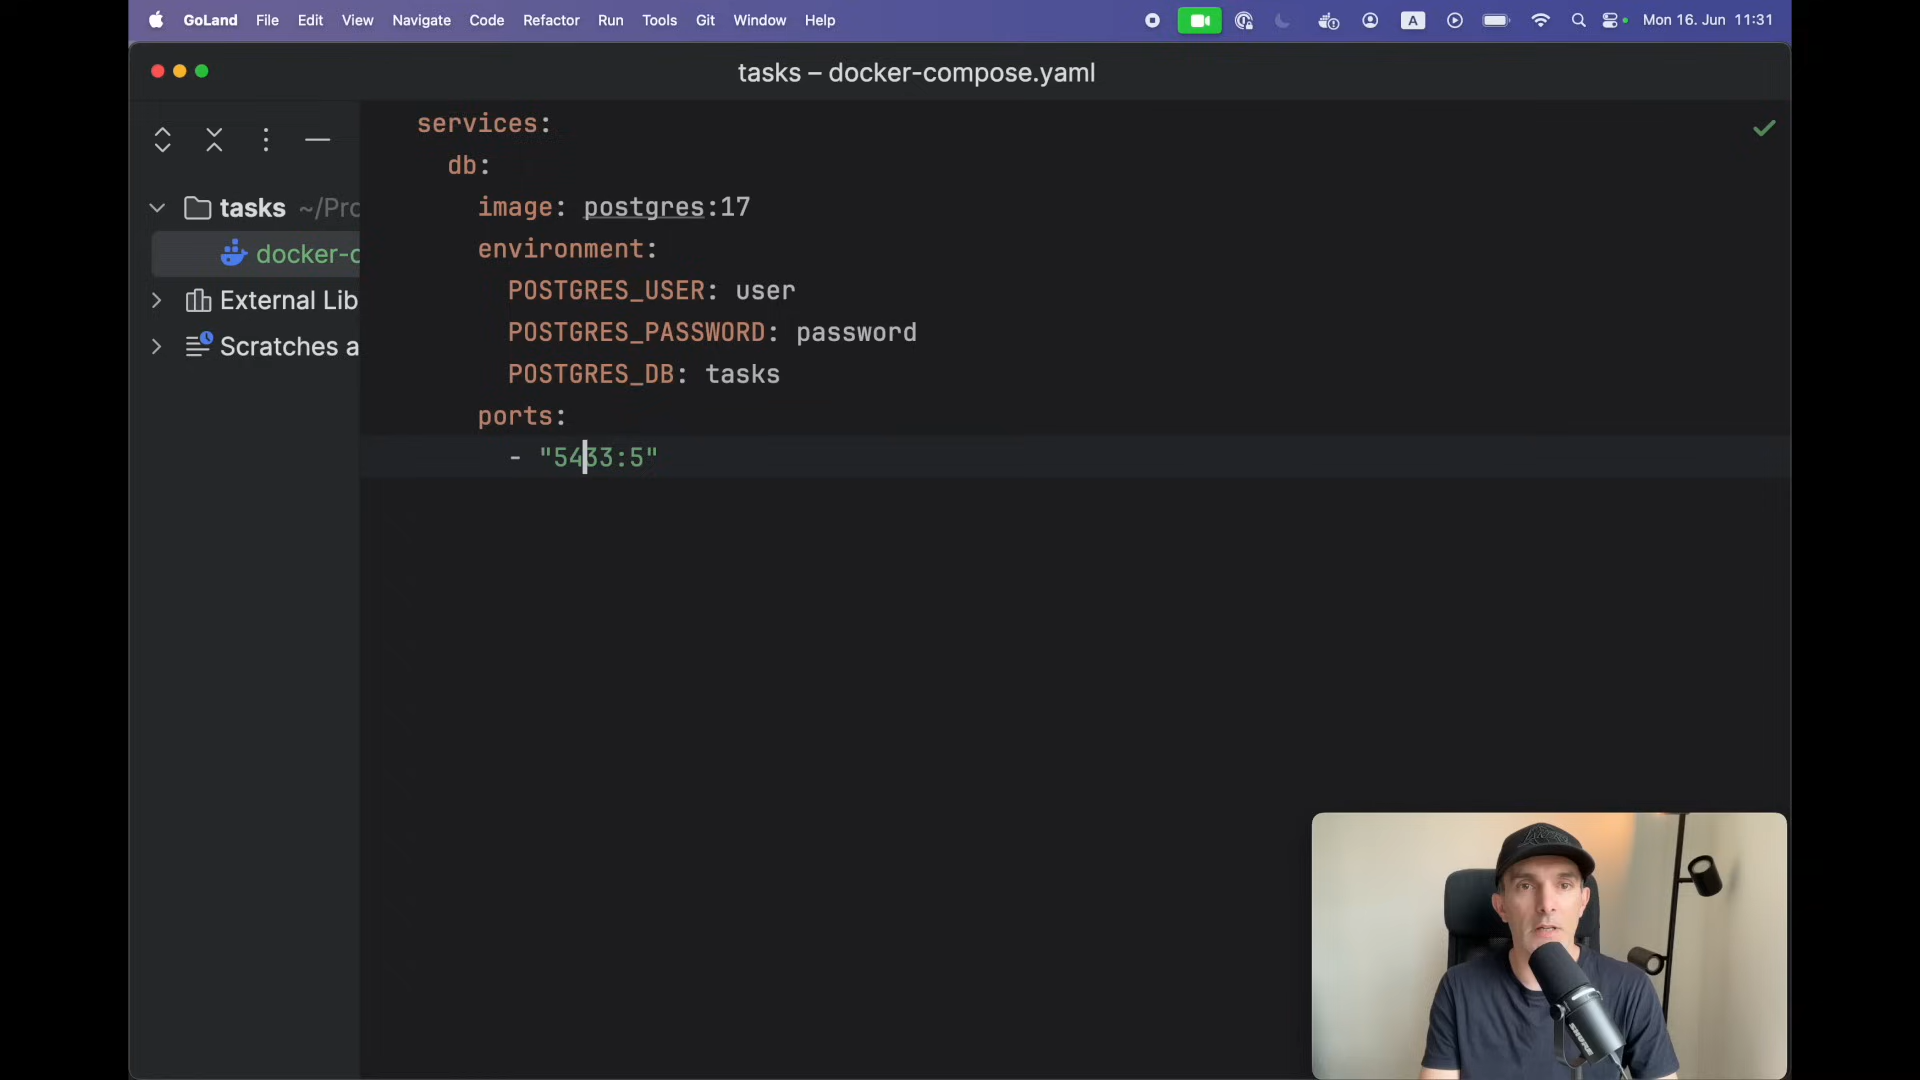 GoLand File Edit View Navigate Code Refactor Run Tools Git Window Help A Mon 16. Jun 11:31
tasks – docker-compose.yaml
tasks ~/Pro
docker-c
External Lib
Scratches a
services:
db:
image: postgres:17
environment:
POSTGRES_USER: user
POSTGRES_PASSWORD: password
POSTGRES_DB: tasks
ports:
- "5433:5"
SHURE